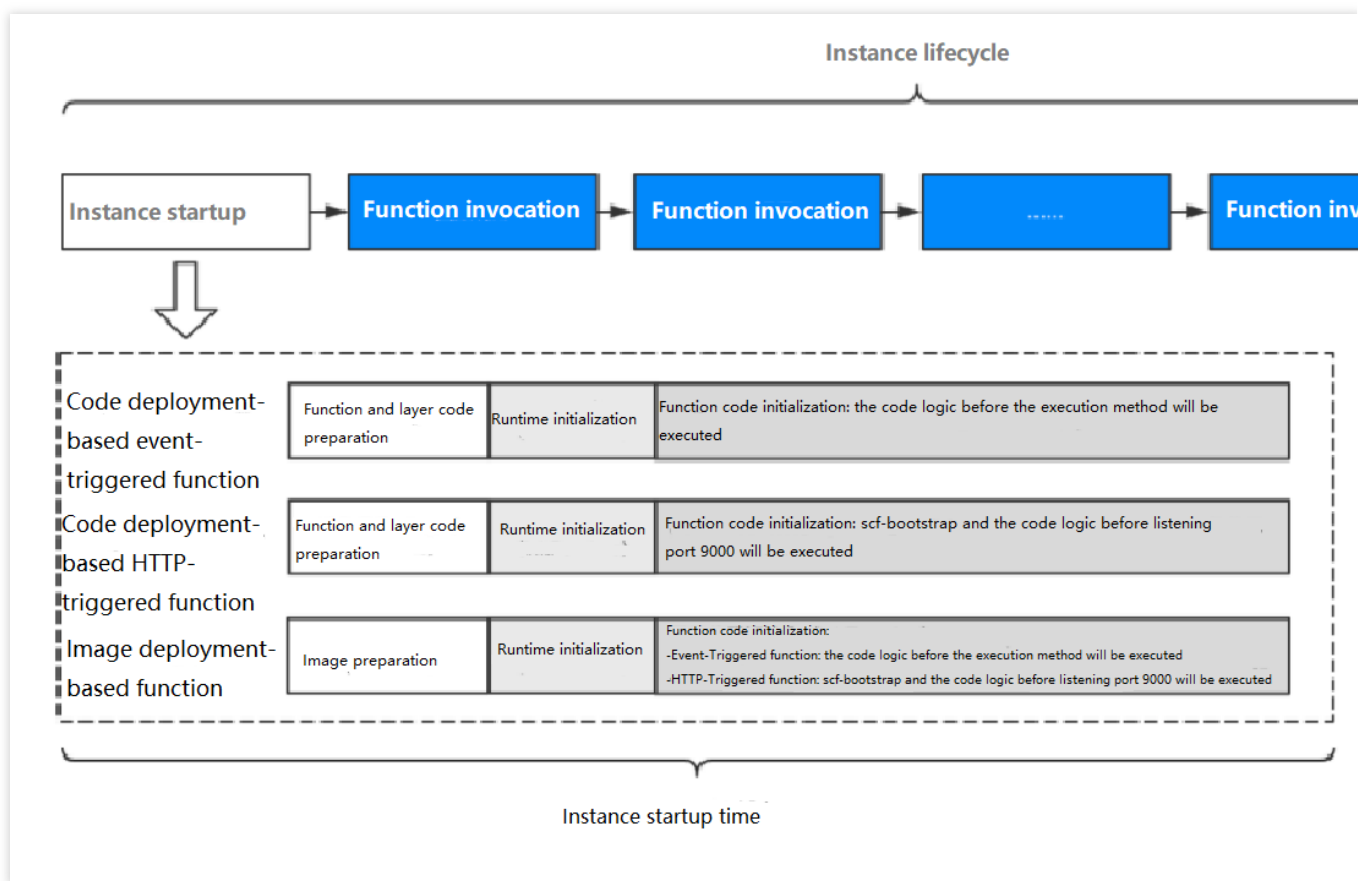 Instance lifecycle
Instance startup
Function invocation
Function invocation
......
Function inv
Code deployment-
based event-
triggered function
Function and layer code
preparation
Runtime initialization
Function code initialization: the code logic before the execution method will be
executed
Code deployment-
based HTTP-
triggered function
Function and layer code
preparation
Runtime initialization
Function code initialization: scf-bootstrap and the code logic before listening
port 9000 will be executed
Image deployment-
based function
Image preparation
Runtime initialization
Function code initialization:
-Event-Triggered function: the code logic before the execution method will be executed
-HTTP-Triggered function: scf-bootstrap and the code logic before listening port 9000 will be executed
Instance startup time